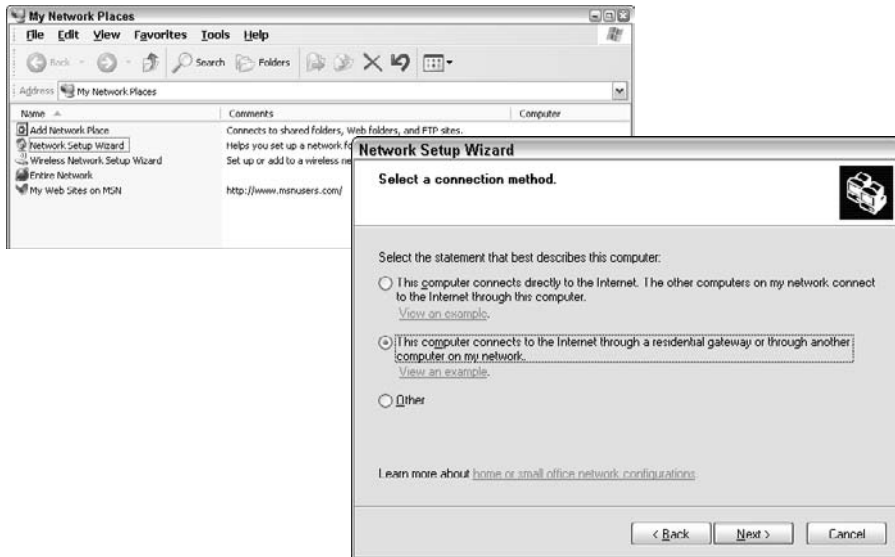 My Network Places
File Edit View Favorites Tools Help
Back Search Folders
Address My Network Places
Name Comments Computer
Add Network Place Connects to shared folders, Web folders, and FTP sites.
Network Setup Wizard Helps you set up a network fo
Wireless Network Setup Wizard Set up or add to a wireless ne
Entire Network
My Web Sites on MSN http://www.msnusers.com/
Network Setup Wizard
Select a connection method.
Select the statement that best describes this computer:
This computer connects directly to the Internet. The other computers on my network connect
to the Internet through this computer.
View an example.
This computer connects to the Internet through a residential gateway or through another
computer on my network.
View an example.
Other
Learn more about home or small office network configurations
< Back Next > Cancel